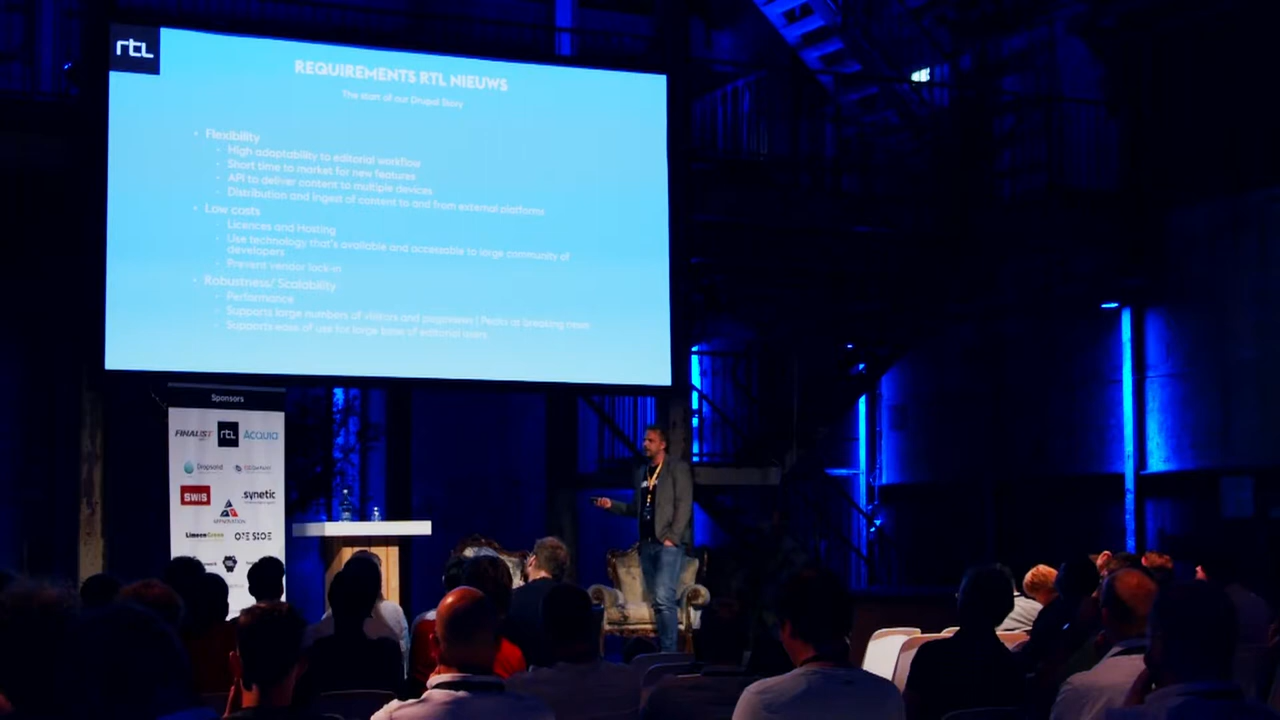 rtl
REQUIREMENTS RTL NIEUWS
The start of our Drupal Story
• Flexibility
• High adaptability to editorial workflow
• Short time to market for new features
• API to deliver content to multiple devices
• Distribution and ingest of content to and from external platforms
• Low costs
• Licences and Hosting
• Use technology that's available and accessable to large community of
developers
• Prevent vendor lock-in
• Robustness/ Scalability
• Performance
• Supports large numbers of visitors and pageviews | Peaks at breaking news
• Supports ease of use for large base of editorial users
Sponsors
FINALIST
rtl
ACQUIA
Dropsolid
SWIS
.synetic
LimoenGroen